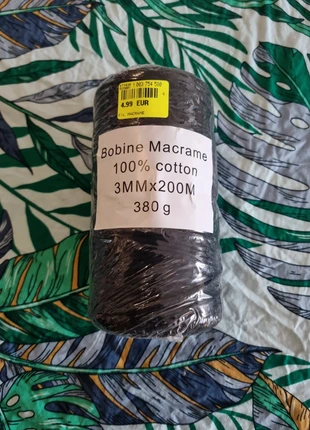 4.99 EUR
Bobine Macrame
100% cotton
3MMx200M
380 g